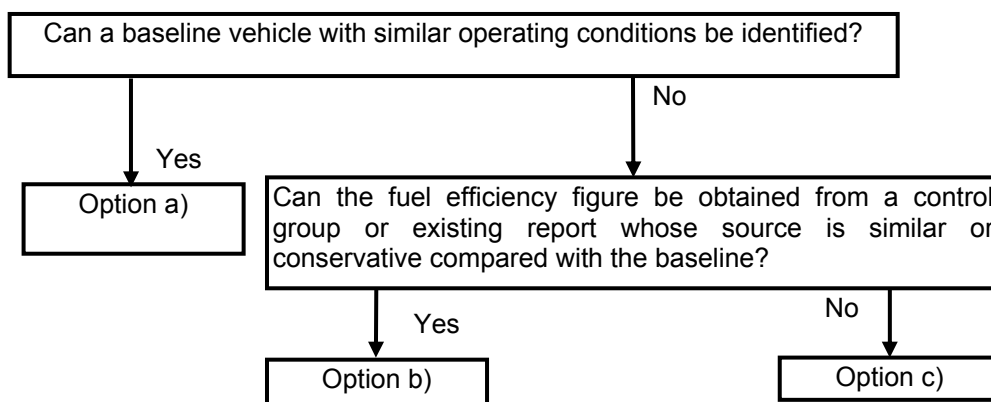 Can a baseline vehicle with similar operating conditions be identified?
No
Yes
Option a)
Can the fuel efficiency figure be obtained from a control
group or existing report whose source is similar or
conservative compared with the baseline?
Yes
No
Option b)
Option c)